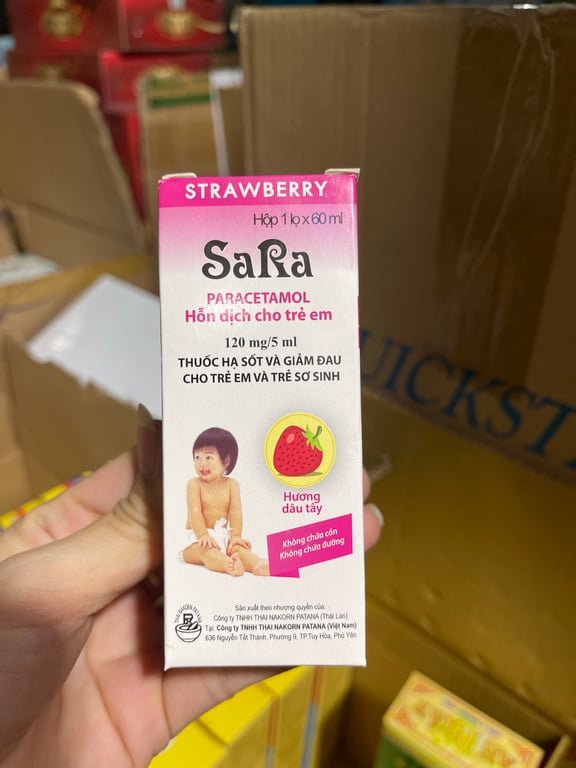 STRAWBERRY
Hộp 1 lọ x 60 ml
SaRa
PARACETAMOL
Hỗn dịch cho trẻ em
120 mg/5 ml
THUỐC HẠ SỐT VÀ GIẢM ĐAU
CHO TRẺ EM VÀ TRẺ SƠ SINH
Hương
dâu tây
Không chứa cồn
Không chứa đường
THAI NAKORN PATANA
Sản xuất theo nhượng quyền của:
Công ty TNHH THAI NAKORN PATANA (Thái Lan)
Tại: Công ty TNHH THAI NAKORN PATANA (Việt Nam)
636 Nguyễn Tất Thành, Phường 9, TP.Tuy Hòa, Phú Yên